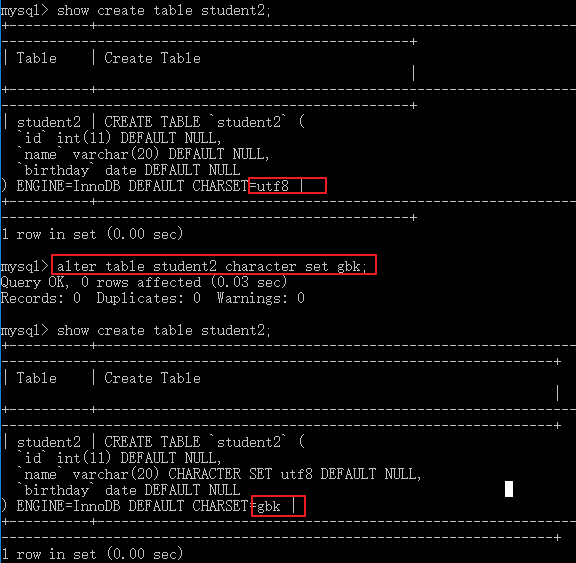 mysql> show create table student2;
+----------+----------------------------------------
---------------------------------------------------+
| Table | Create Table
|
+----------+----------------------------------------
---------------------------------------------------+
| student2 | CREATE TABLE `student2` (
`id` int(11) DEFAULT NULL,
`name` varchar(20) DEFAULT NULL,
`birthday` date DEFAULT NULL
) ENGINE=InnoDB DEFAULT CHARSET=utf8 |
+----------+----------------------------------------
---------------------------------------------------+
1 row in set (0.00 sec)
mysql> alter table student2 character set gbk;
Query OK, 0 rows affected (0.03 sec)
Records: 0 Duplicates: 0 Warnings: 0
mysql> show create table student2;
+----------+----------------------------------------
---------------------------------------------------+
| Table | Create Table
|
+----------+----------------------------------------
---------------------------------------------------+
| student2 | CREATE TABLE `student2` (
`id` int(11) DEFAULT NULL,
`name` varchar(20) CHARACTER SET utf8 DEFAULT NULL,
`birthday` date DEFAULT NULL
) ENGINE=InnoDB DEFAULT CHARSET=gbk |
+----------+----------------------------------------
---------------------------------------------------+
1 row in set (0.00 sec)